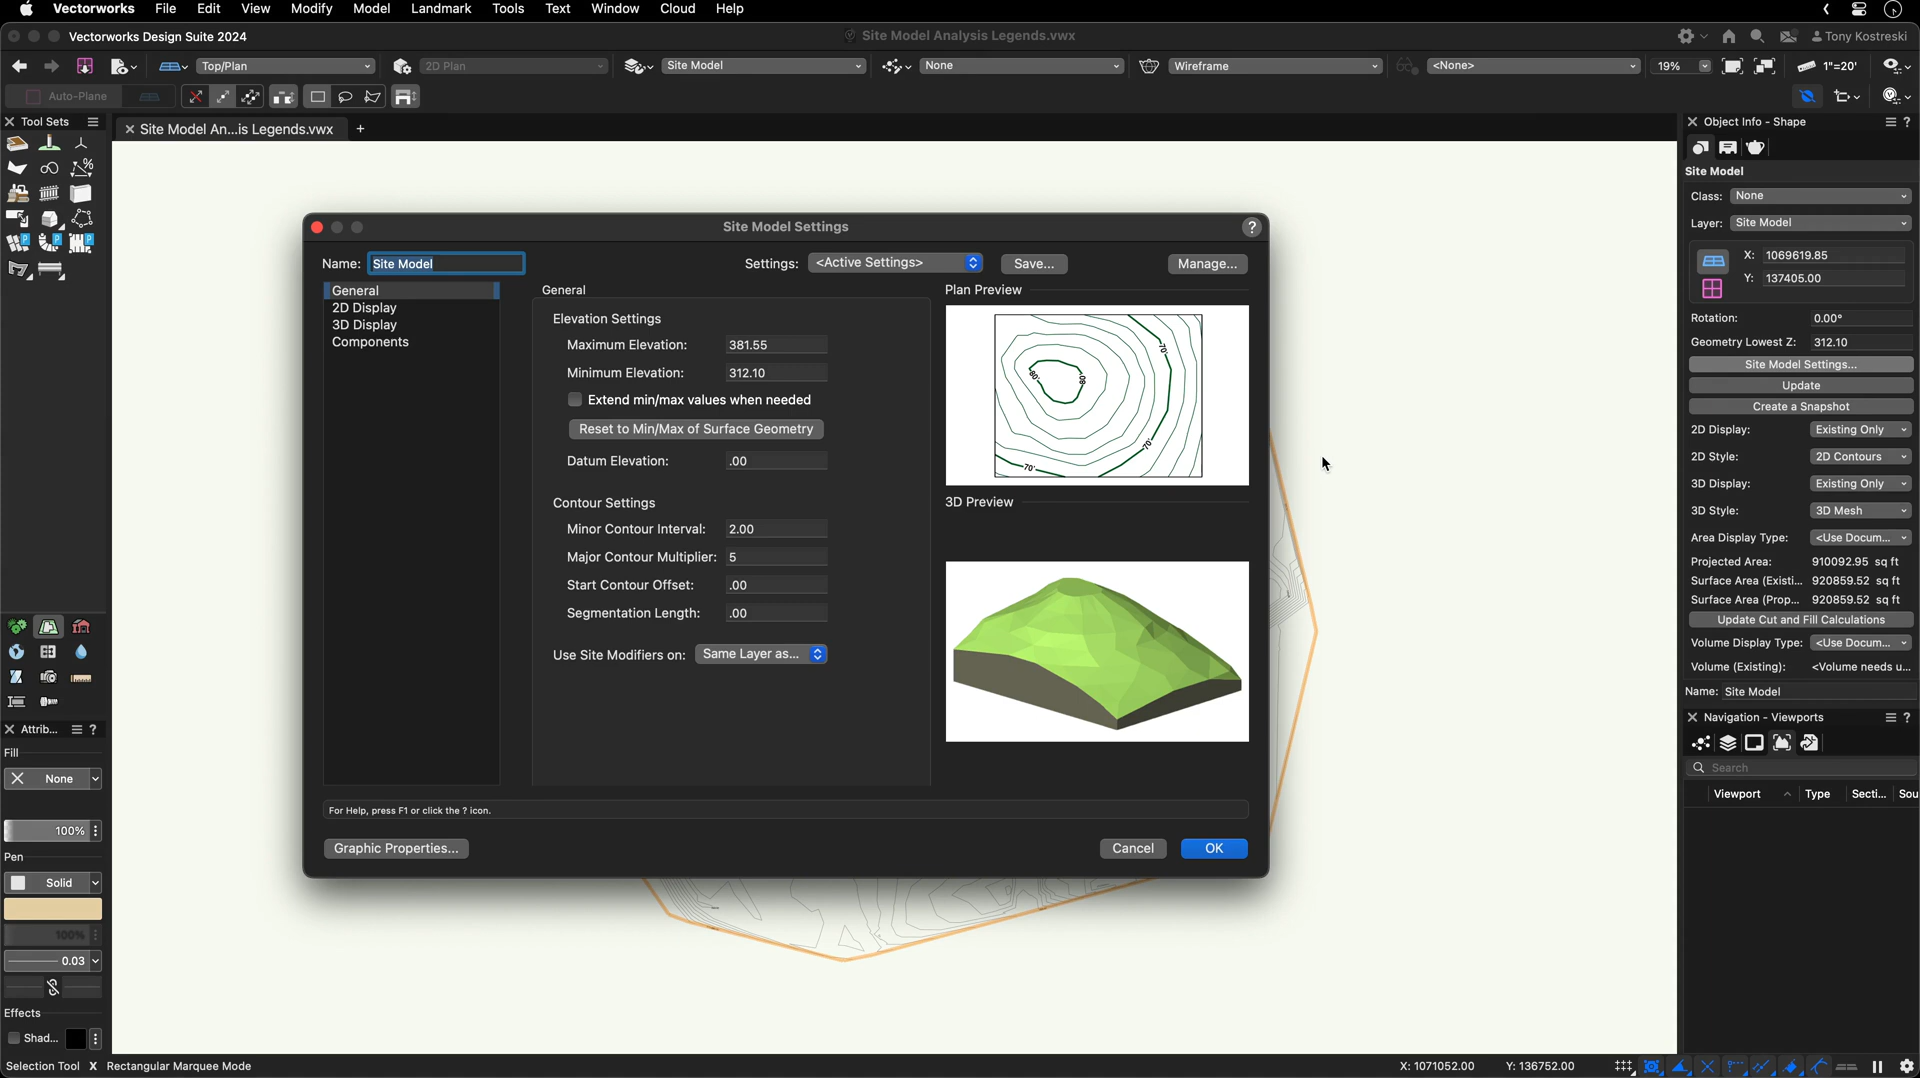 Vectorworks File Edit View Modify Model Landmark Tools Text Window Cloud Help
Vectorworks Design Suite 2024
Site Model Analysis Legends.vwx
Tony Kostreski
Top/Plan
2D Plan
Site Model
None
Wireframe
<None>
19%
1"=20'
Auto-Plane
Tool Sets
Site Model An...is Legends.vwx
Object Info - Shape
Site Model
Class: None
Layer: Site Model
X: 1069619.85
Y: 137405.00
Rotation: 0.00°
Geometry Lowest Z: 312.10
Site Model Settings...
Update
Create a Snapshot
2D Display: Existing Only
2D Style: 2D Contours
3D Display: Existing Only
3D Style: 3D Mesh
Area Display Type: <Use Docum...
Projected Area: 910092.95 sq ft
Surface Area (Existi... 920859.52 sq ft
Surface Area (Prop... 920859.52 sq ft
Update Cut and Fill Calculations
Volume Display Type: <Use Docum...
Volume (Existing): <Volume needs u...
Name: Site Model
Navigation - Viewports
Search
Viewport Type Secti... Sou
Site Model Settings
?
Name: Site Model
Settings: <Active Settings>
Save...
Manage...
General
2D Display
3D Display
Components
General
Elevation Settings
Maximum Elevation: 381.55
Minimum Elevation: 312.10
Extend min/max values when needed
Reset to Min/Max of Surface Geometry
Datum Elevation: .00
Contour Settings
Minor Contour Interval: 2.00
Major Contour Multiplier: 5
Start Contour Offset: .00
Segmentation Length: .00
Use Site Modifiers on: Same Layer as...
Plan Preview
70'
80'
80'
70'
70'
3D Preview
For Help, press F1 or click the ? icon.
Graphic Properties...
Cancel
OK
Attrib...
Fill
None
100%
Pen
Solid
100%
0.03
Effects
Shad...
Selection Tool X Rectangular Marquee Mode
X: 1071052.00
Y: 136752.00